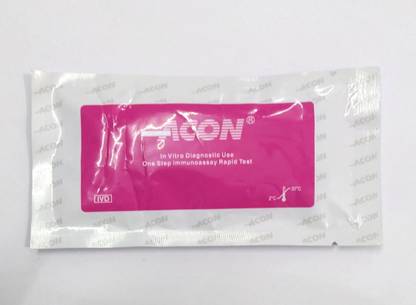 ACON®
In Vitro Diagnostic Use
One Step Immunoassay Rapid Test
IVD
2°C
30°C